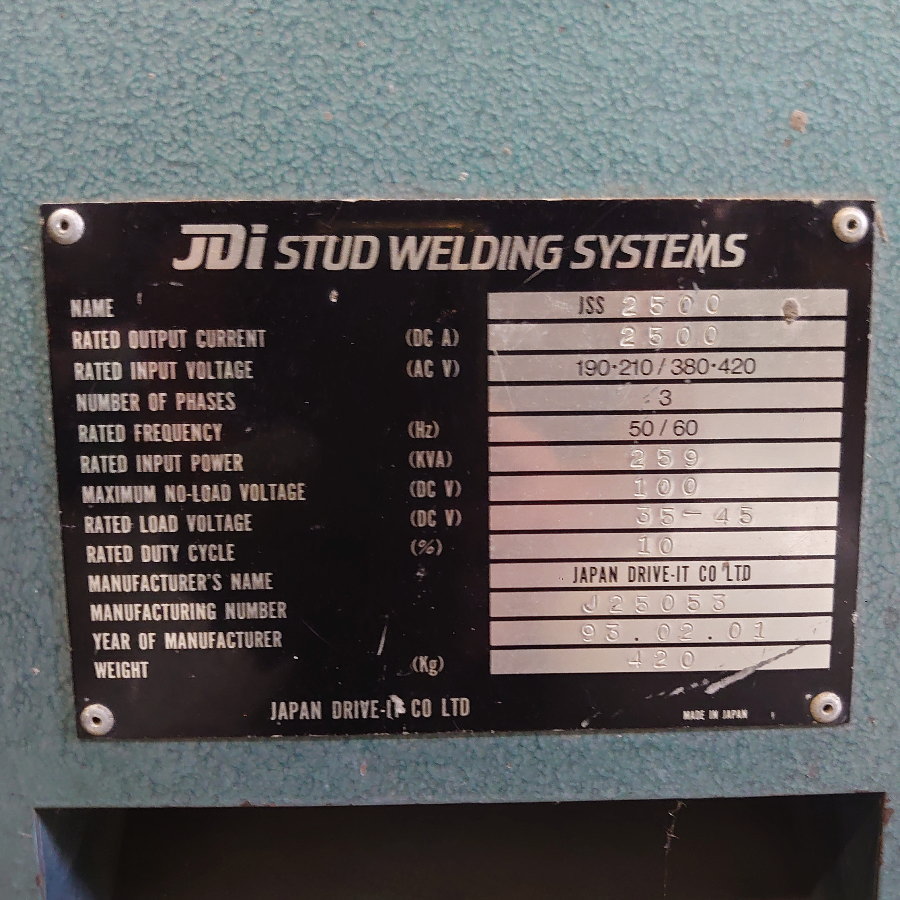 JDi STUD WELDING SYSTEMS
NAME JSS 2500
RATED OUTPUT CURRENT (DC A) 2500
RATED INPUT VOLTAGE (AC V) 190·210/380·420
NUMBER OF PHASES 3
RATED FREQUENCY (Hz) 50/60
RATED INPUT POWER (KVA) 259
MAXIMUM NO-LOAD VOLTAGE (DC V) 100
RATED LOAD VOLTAGE (DC V) 35-45
RATED DUTY CYCLE (%) 10
MANUFACTURER'S NAME JAPAN DRIVE-IT CO LTD
MANUFACTURING NUMBER J25053
YEAR OF MANUFACTURER 93.02.01
WEIGHT (Kg) 420
JAPAN DRIVE-IT CO LTD MADE IN JAPAN